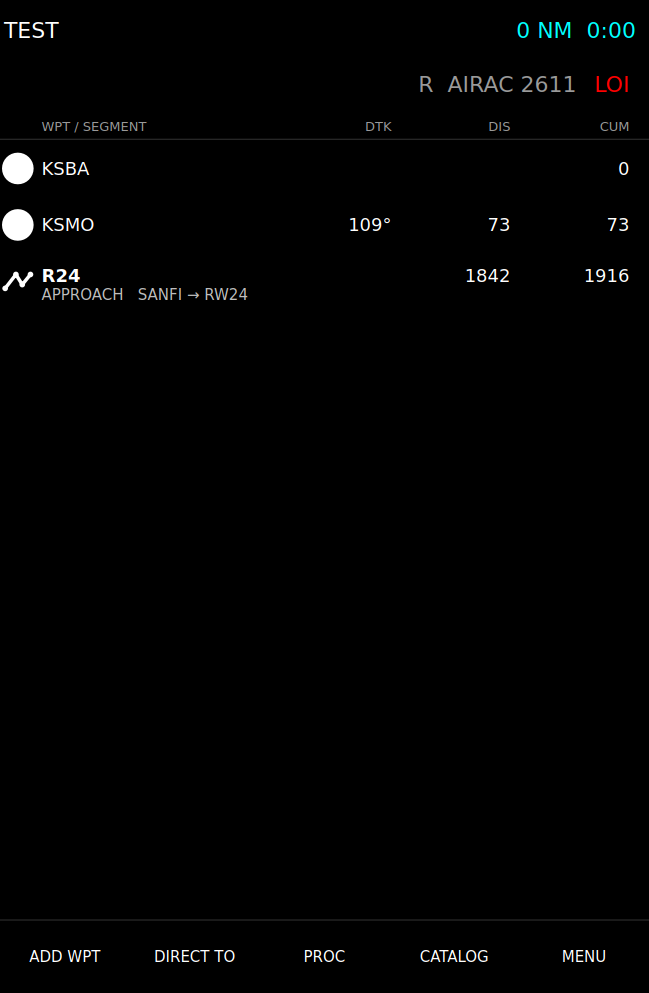 TEST 0 NM 0:00
R AIRAC 2611 LOI
WPT / SEGMENT DTK DIS CUM
KSBA 0
KSMO 109° 73 73
R24 1842 1916
APPROACH SANFI → RW24
ADD WPT DIRECT TO PROC CATALOG MENU